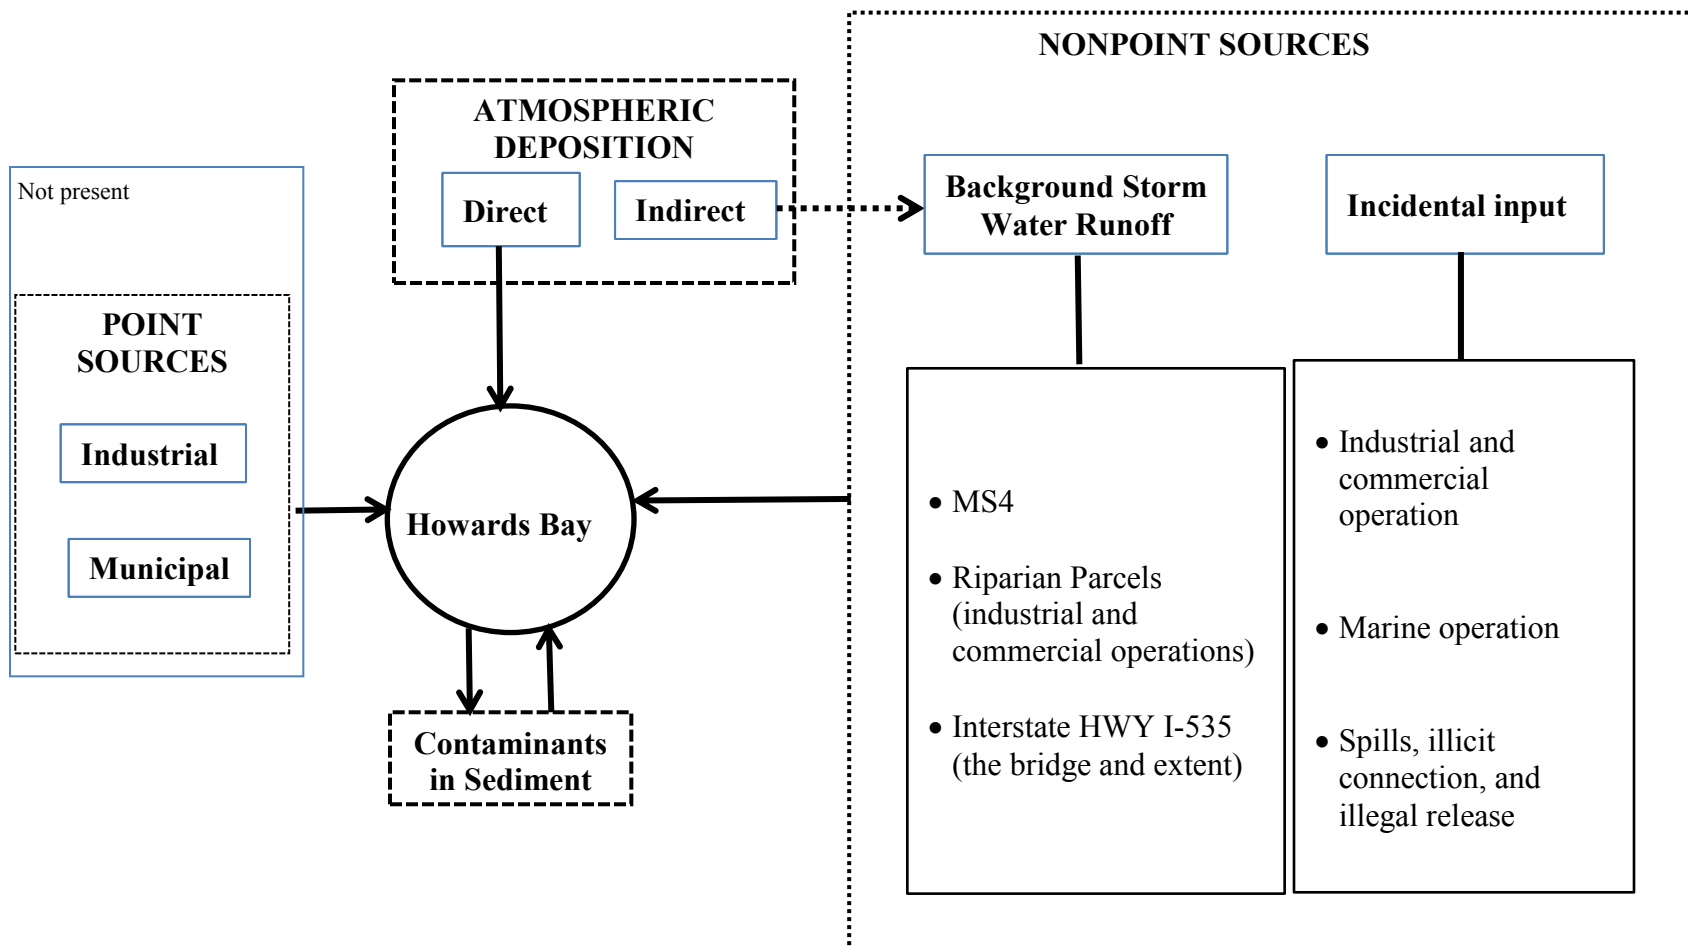 NONPOINT SOURCES
ATMOSPHERIC
DEPOSITION
Direct
Indirect
Background Storm
Water Runoff
Incidental input
Not present
POINT
SOURCES
Industrial
Municipal
Howards Bay
Contaminants
in Sediment
• MS4
• Riparian Parcels
(industrial and
commercial operations)
• Interstate HWY I-535
(the bridge and extent)
• Industrial and
commercial
operation
• Marine operation
• Spills, illicit
connection, and
illegal release